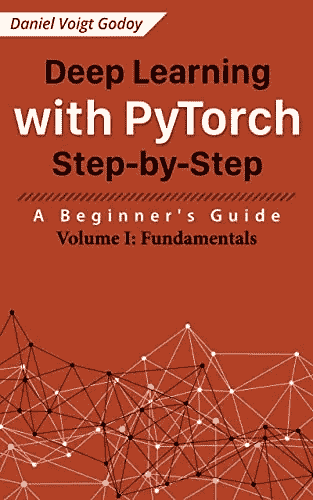 Daniel Voigt Godoy
Deep Learning
with PyTorch
Step-by-Step
A Beginner's Guide
Volume I: Fundamentals